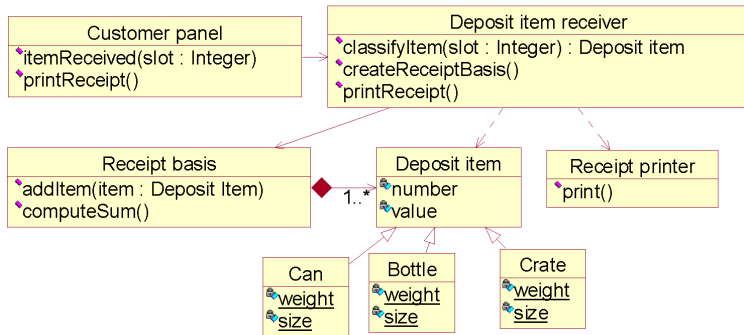 Customer panel
itemReceived(slot : Integer)
printReceipt()
Deposit item receiver
classifyItem(slot : Integer) : Deposit item
createReceiptBasis()
printReceipt()
Receipt basis
addItem(item : Deposit Item)
computeSum()
1..*
Deposit item
number
value
Receipt printer
print()
Can
weight
size
Bottle
weight
size
Crate
weight
size